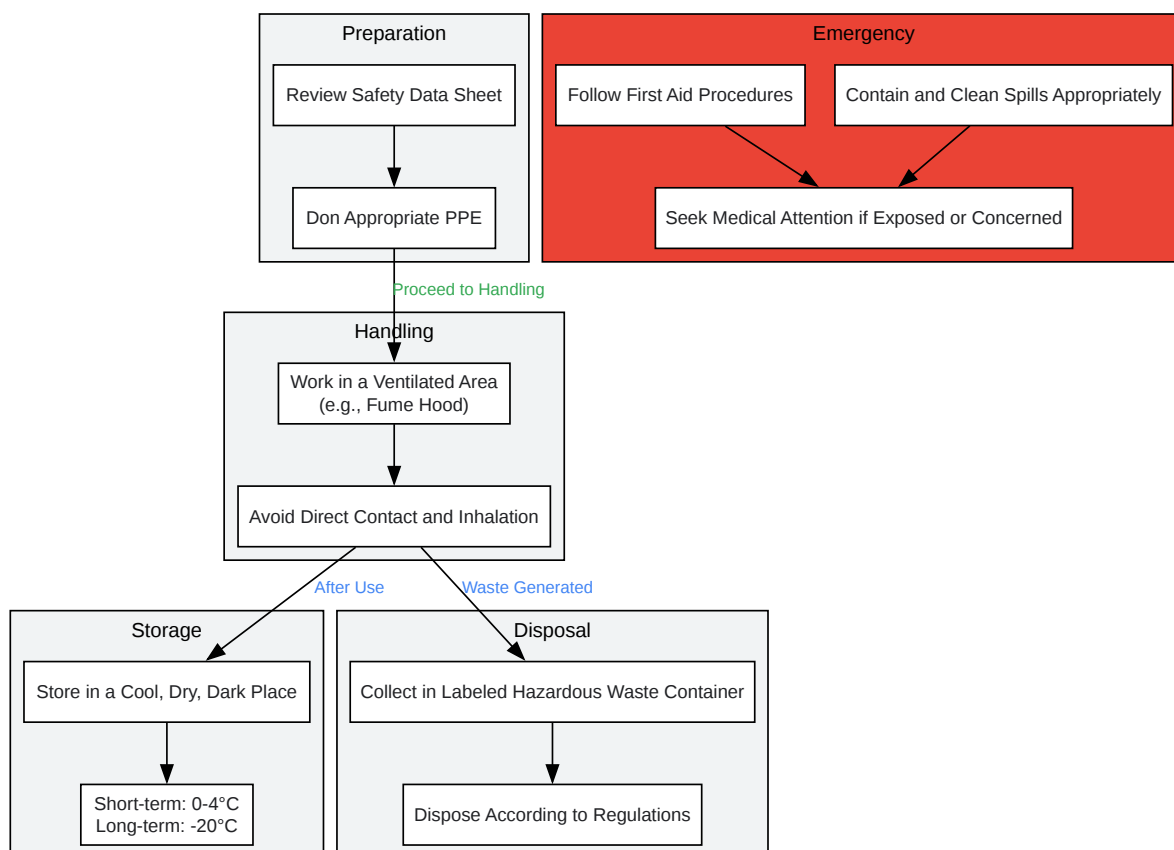 Preparation
Review Safety Data Sheet
Don Appropriate PPE
Emergency
Follow First Aid Procedures
Contain and Clean Spills Appropriately
Seek Medical Attention if Exposed or Concerned
Proceed to Handling
Handling
Work in a Ventilated Area
(e.g., Fume Hood)
Avoid Direct Contact and Inhalation
After Use
Waste Generated
Storage
Store in a Cool, Dry, Dark Place
Short-term: 0-4°C
Long-term: -20°C
Disposal
Collect in Labeled Hazardous Waste Container
Dispose According to Regulations